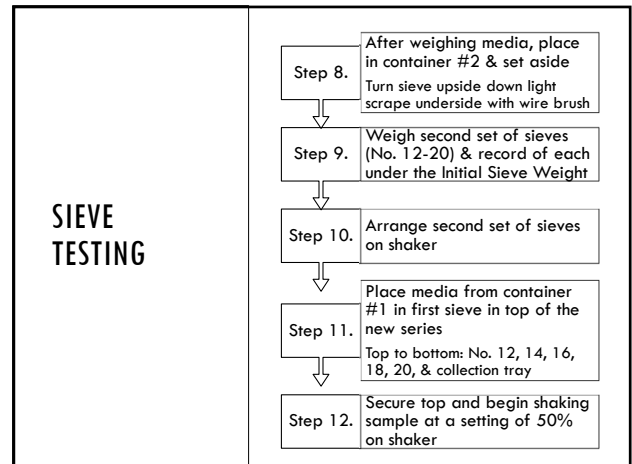 SIEVE
TESTING
Step 8.
After weighing media, place
in container #2 & set aside
Turn sieve upside down light
scrape underside with wire brush
Step 9.
Weigh second set of sieves
(No. 12-20) & record of each
under the Initial Sieve Weight
Step 10.
Arrange second set of sieves
on shaker
Step 11.
Place media from container
#1 in first sieve in top of the
new series
Top to bottom: No. 12, 14, 16,
18, 20, & collection tray
Step 12.
Secure top and begin shaking
sample at a setting of 50%
on shaker